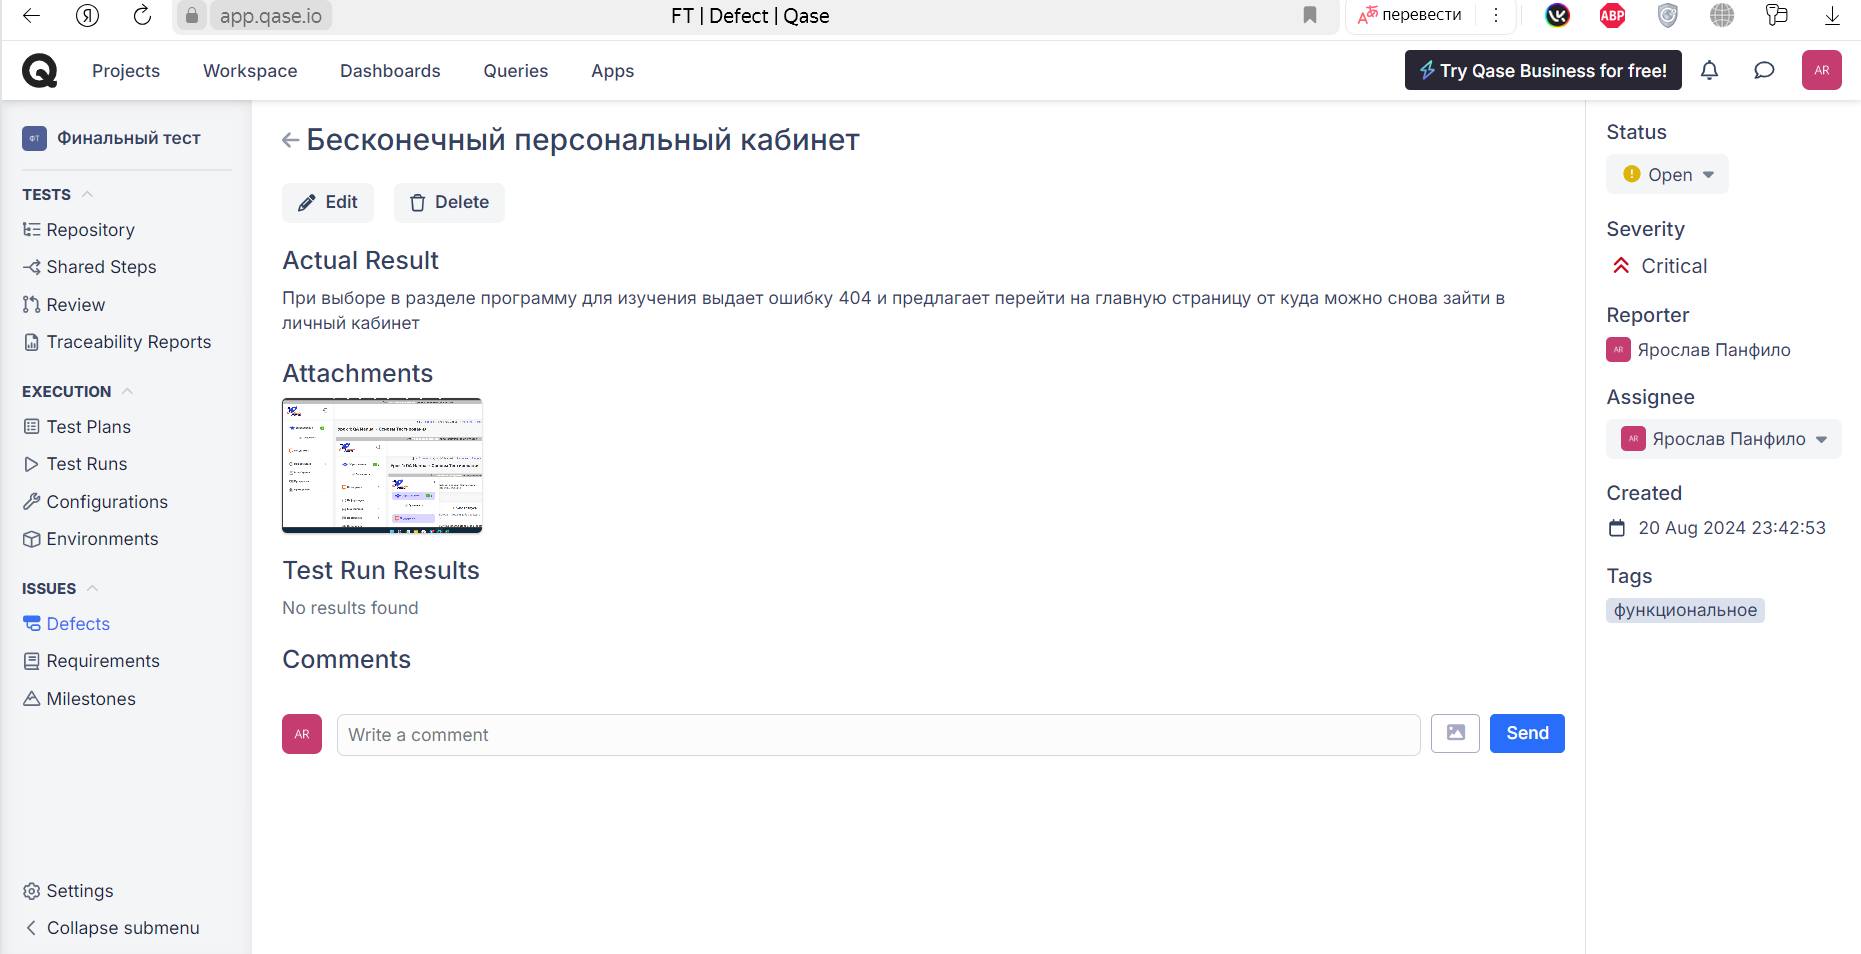 app.qase.io
FT | Defect | Qase
перевести
ABP
Projects
Workspace
Dashboards
Queries
Apps
Try Qase Business for free!
AR
ФТ
Финальный тест
TESTS
Repository
Shared Steps
Review
Traceability Reports
EXECUTION
Test Plans
Test Runs
Configurations
Environments
ISSUES
Defects
Requirements
Milestones
Settings
Collapse submenu
Бесконечный персональный кабинет
Edit
Delete
Actual Result
При выборе в разделе программу для изучения выдает ошибку 404 и предлагает перейти на главную страницу от куда можно снова зайти в
личный кабинет
Attachments
Test Run Results
No results found
Comments
AR
Write a comment
Send
Status
Open
Severity
Critical
Reporter
AR Ярослав Панфило
Assignee
AR Ярослав Панфило
Created
20 Aug 2024 23:42:53
Tags
функциональное